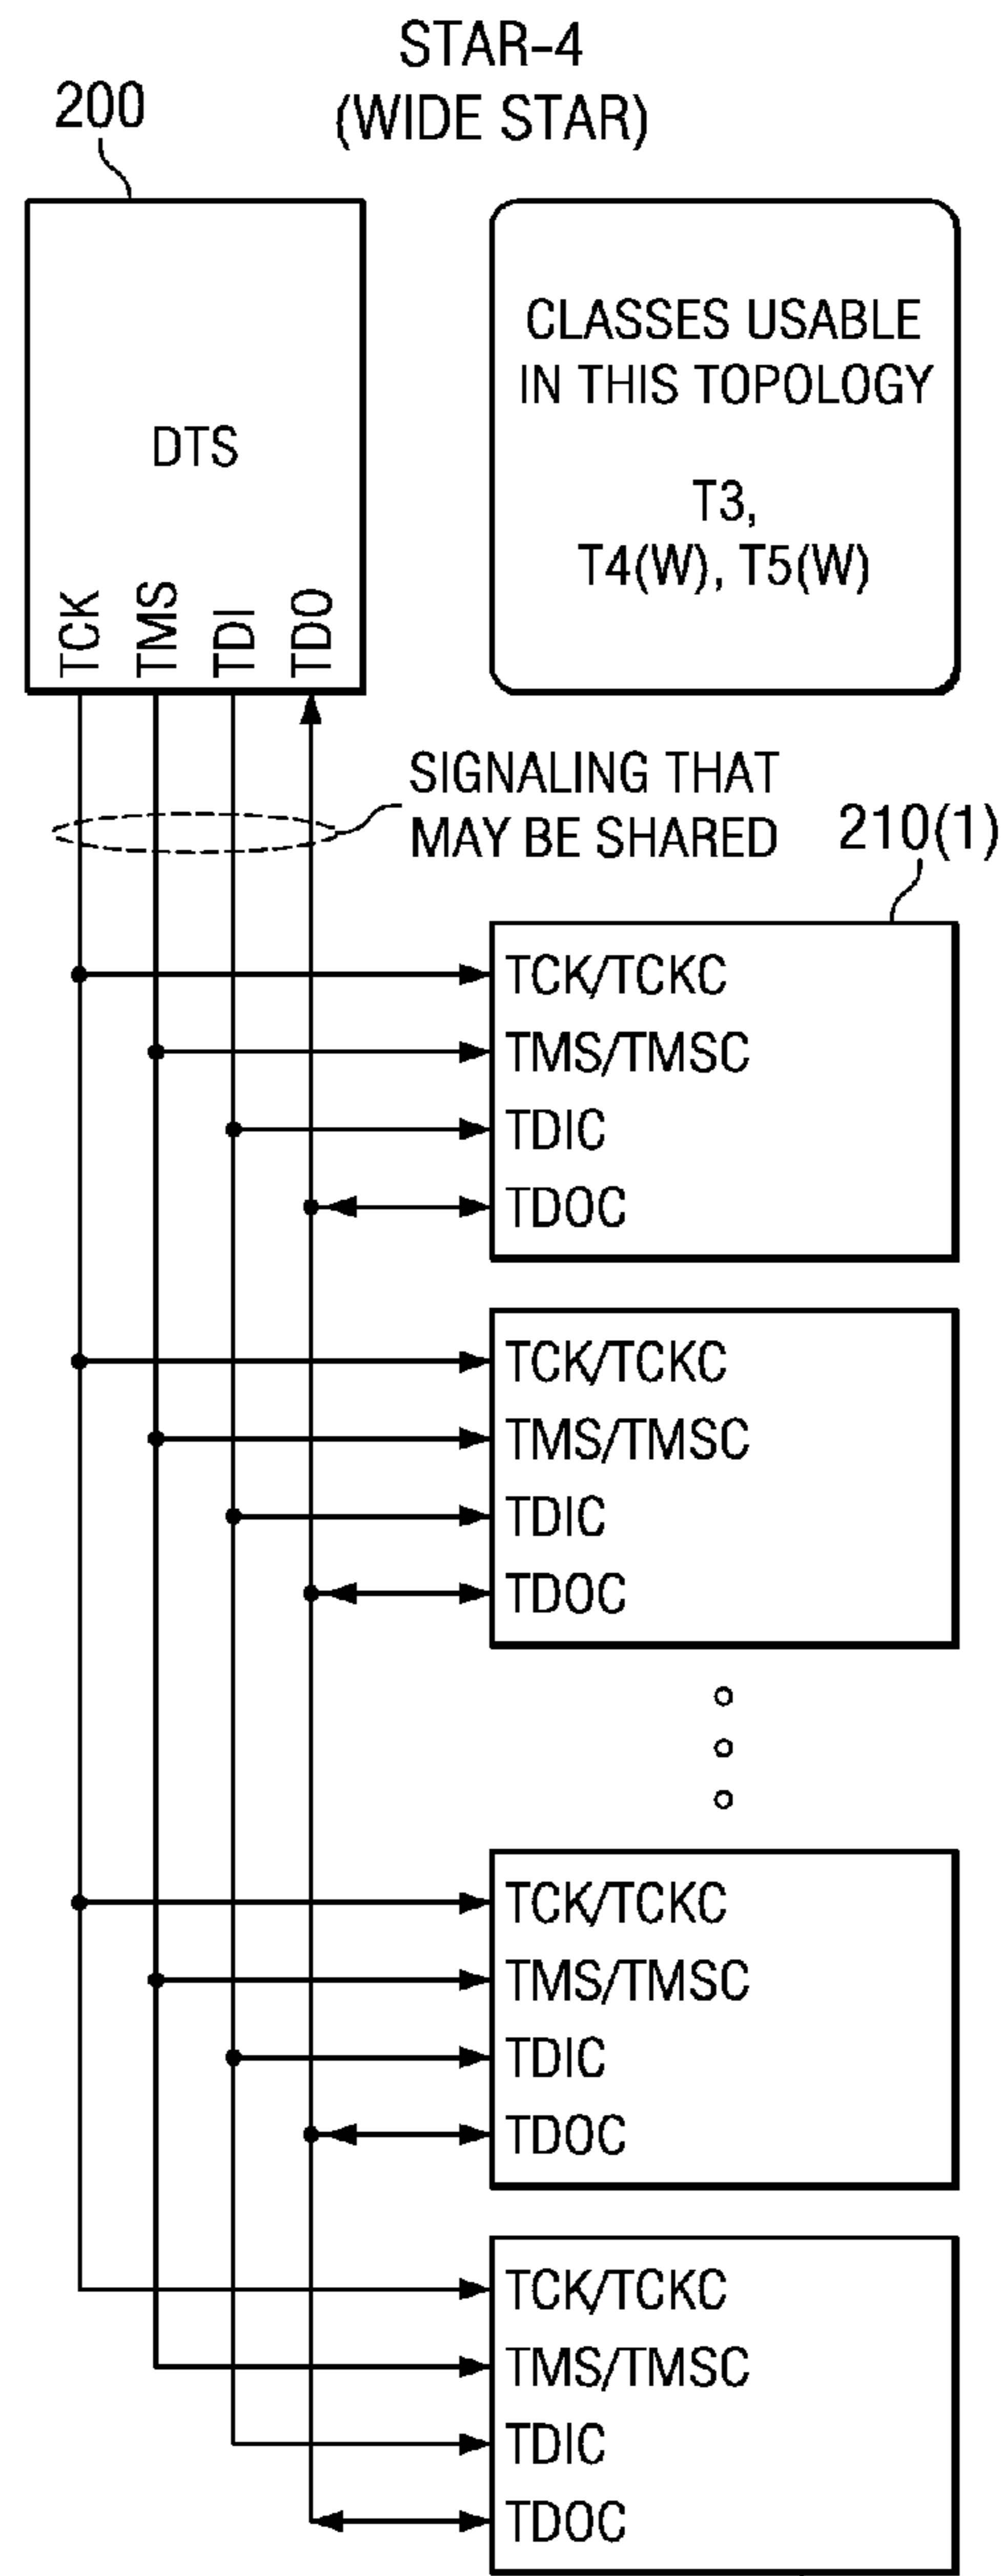 STAR-4
(WIDE STAR)
200
DTS
TCK
TMS
TDI
TDO
CLASSES USABLE
IN THIS TOPOLOGY
T3,
T4(W), T5(W)
SIGNALING THAT
MAY BE SHARED
210(1)
TCK/TCKC
TMS/TMSC
TDIC
TDOC
TCK/TCKC
TMS/TMSC
TDIC
TDOC
TCK/TCKC
TMS/TMSC
TDIC
TDOC
TCK/TCKC
TMS/TMSC
TDIC
TDOC